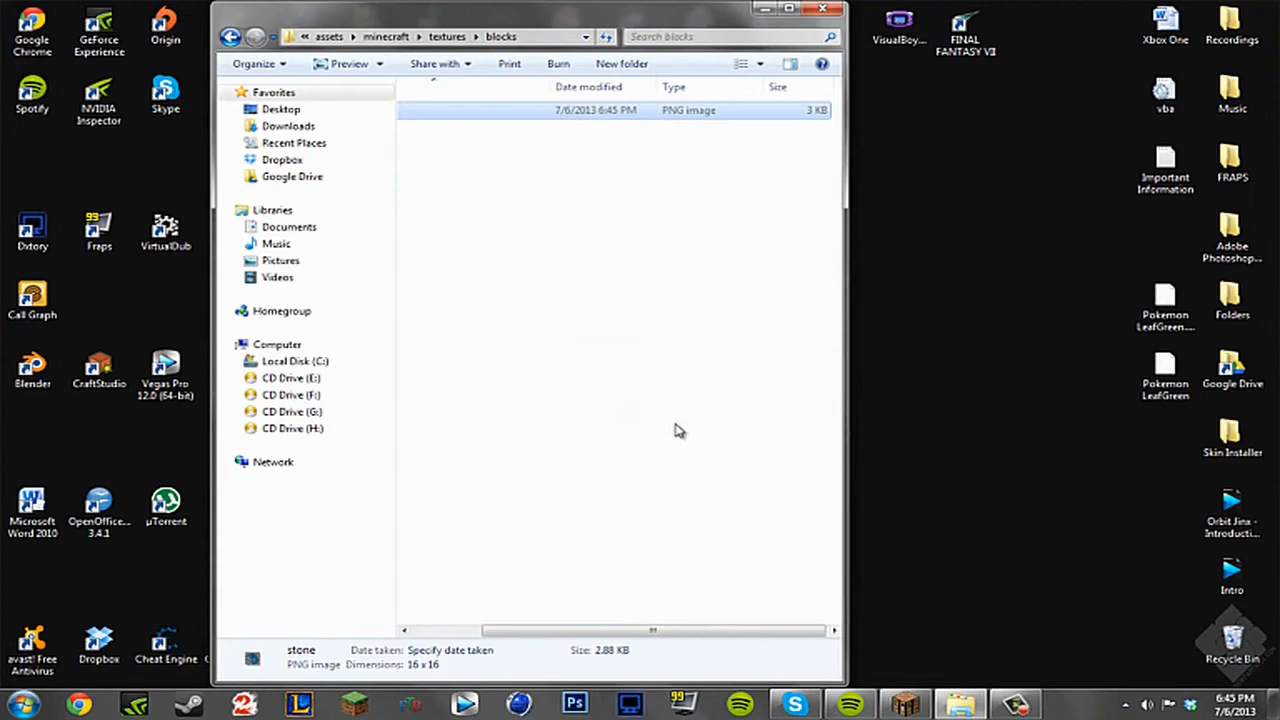 Google Chrome
GeForce Experience
Origin
Spotify
NVIDIA Inspector
Skype
Dxtory
99
Fraps
VirtualDub
Call Graph
Blender
CraftStudio
Vegas Pro 12.0 (64-bit)
Microsoft Word 2010
OpenOffice... 3.4.1
µTorrent
avast! Free Antivirus
Dropbox
Cheat Engine
« assets ▸ minecraft ▸ textures ▸ blocks
Search blocks
Organize Preview Share with Print Burn New folder
Date modified Type Size
7/6/2013 6:45 PM PNG image 3 KB
Favorites
Desktop
Downloads
Recent Places
Dropbox
Google Drive
Libraries
Documents
Music
Pictures
Videos
Homegroup
Computer
Local Disk (C:)
CD Drive (E:)
CD Drive (F:)
CD Drive (G:)
CD Drive (H:)
Network
stone Date taken: Specify date taken Size: 2.88 KB
PNG image Dimensions: 16 x 16
VisualBoy...
FINAL FANTASY VII
Xbox One
Recordings
vba
Music
Important Information
FRAPS
Adobe Photoshop...
Pokemon LeafGreen....
Folders
Pokemon LeafGreen
Google Drive
Skin Installer
Orbit Jinx - Introducti...
Intro
Recycle Bin
Ps
99
6:45 PM
7/6/2013